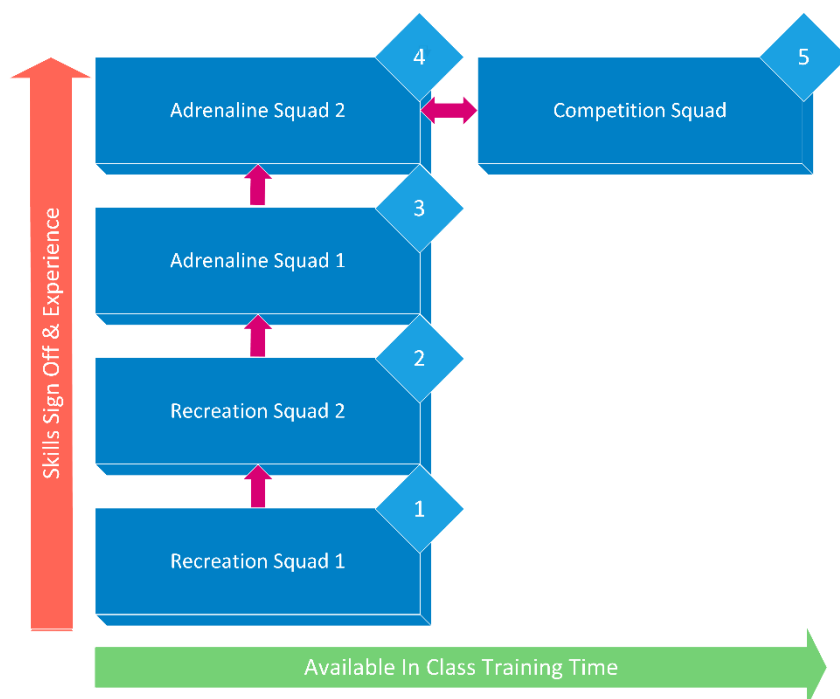 4
Adrenaline Squad 2
5
Competition Squad
3
Adrenaline Squad 1
2
Recreation Squad 2
1
Recreation Squad 1
Skills Sign Off & Experience
Available In Class Training Time